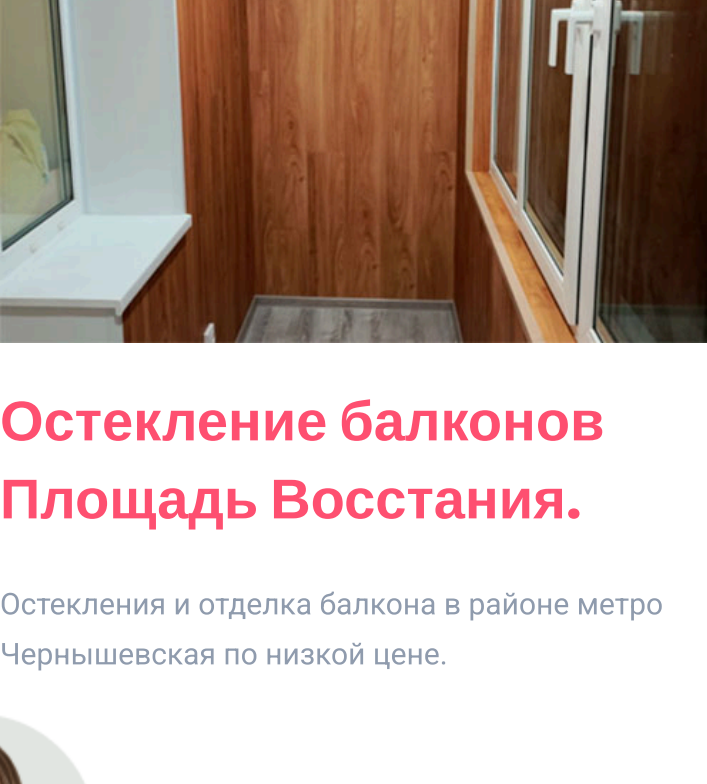 Остекление балконов
Площадь Восстания.
Остекления и отделка балкона в районе метро
Чернышевская по низкой цене.